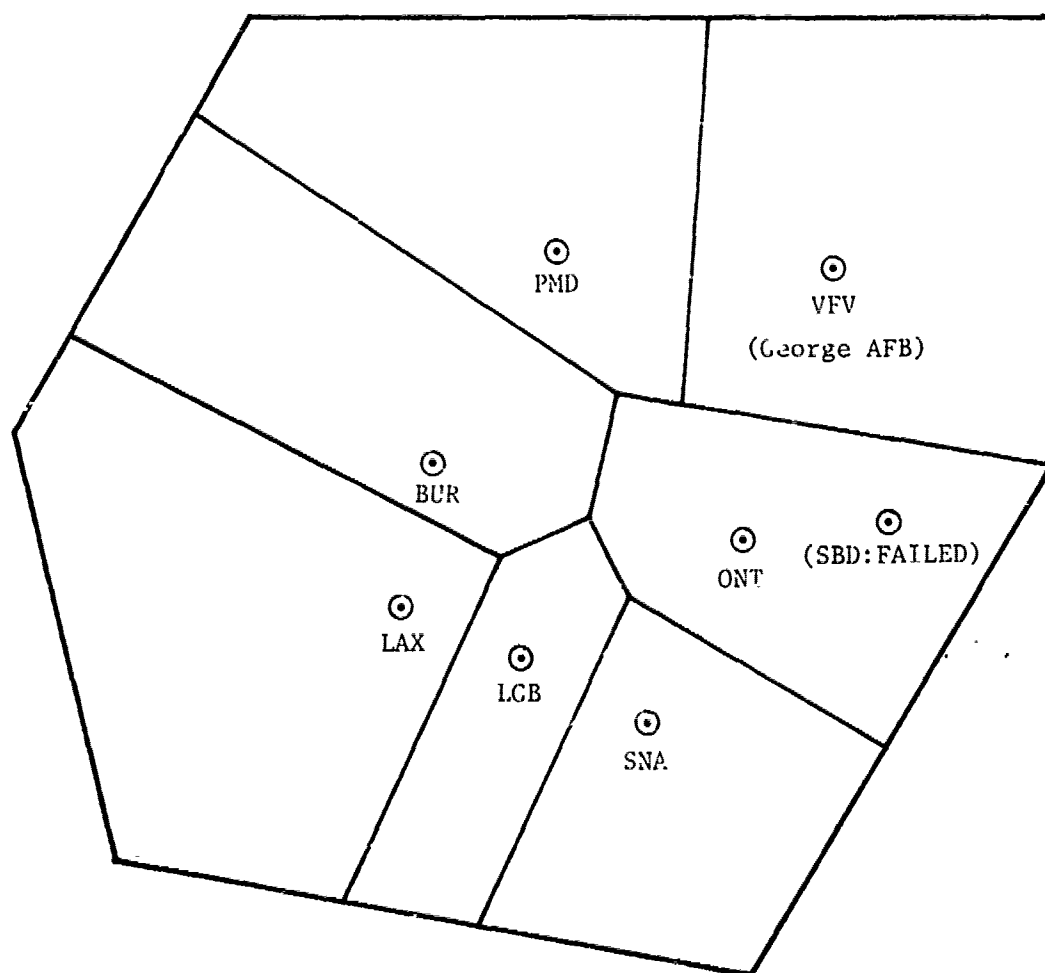 PMD
VFV
(George AFB)
BUR
ONT
(SBD:FAILED)
LAX
LGB
SNA